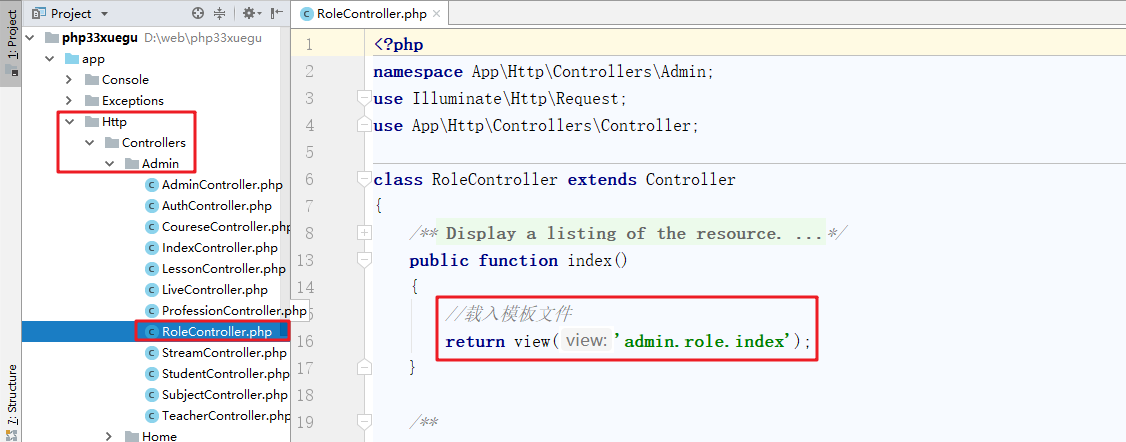 1: Project
7: Structure
Project
php33xuegu D:\web\php33xuegu
app
Console
Exceptions
Http
Controllers
Admin
AdminController.php
AuthController.php
CoureseController.php
IndexController.php
LessonController.php
LiveController.php
ProfessionController.php
RoleController.php
StreamController.php
StudentController.php
SubjectController.php
TeacherController.php
Home
RoleController.php
1 <?php
2 namespace App\Http\Controllers\Admin;
3 use Illuminate\Http\Request;
4 use App\Http\Controllers\Controller;
5
6 class RoleController extends Controller
7 {
8 /** Display a listing of the resource. ...*/
13 public function index()
14 {
//载入模板文件
16 return view( view: 'admin.role.index');
17 }
18
19 /**